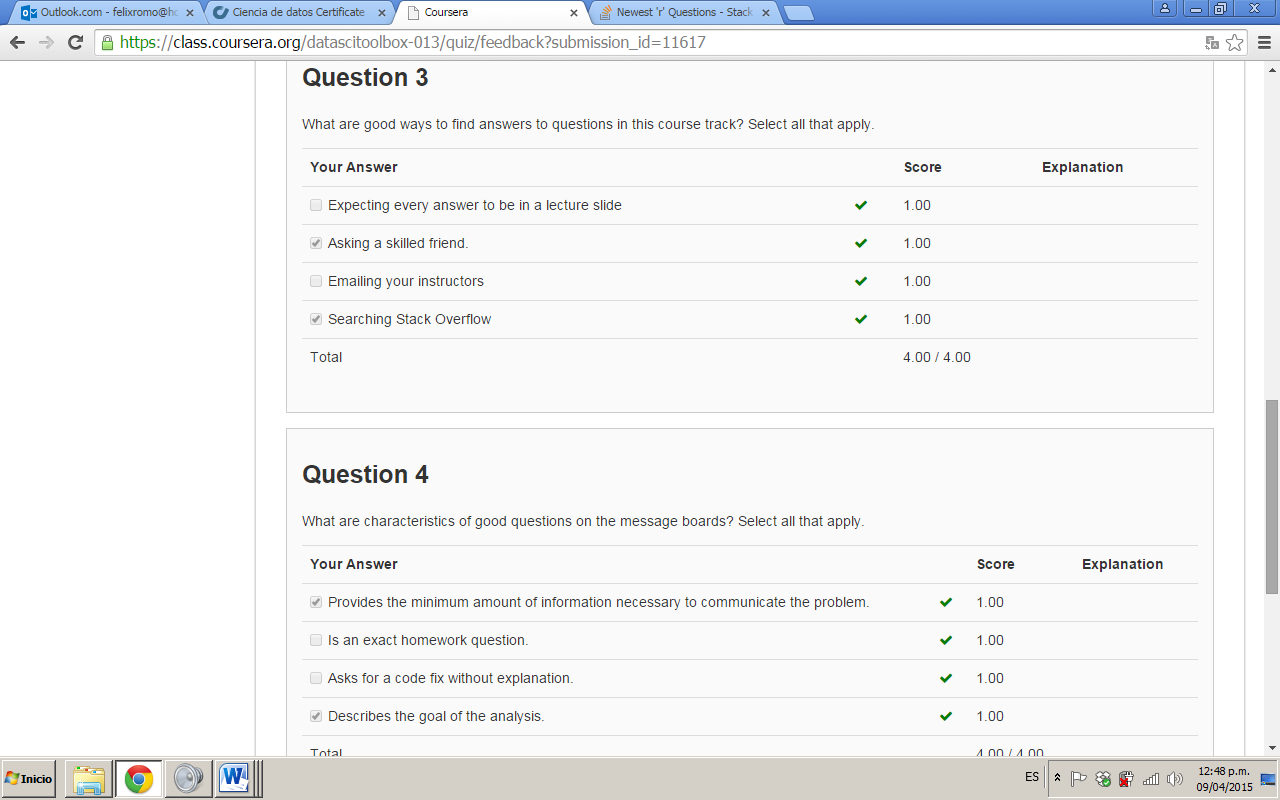 Outlook.com - felixromo@hc
Ciencia de datos Certificate
Coursera
Newest 'r' Questions - Stack
https://class.coursera.org/datascitoolbox-013/quiz/feedback?submission_id=11617
Question 3
What are good ways to find answers to questions in this course track? Select all that apply.
Your Answer Score Explanation
Expecting every answer to be in a lecture slide 1.00
Asking a skilled friend. 1.00
Emailing your instructors 1.00
Searching Stack Overflow 1.00
Total 4.00 / 4.00
Question 4
What are characteristics of good questions on the message boards? Select all that apply.
Your Answer Score Explanation
Provides the minimum amount of information necessary to communicate the problem. 1.00
Is an exact homework question. 1.00
Asks for a code fix without explanation. 1.00
Describes the goal of the analysis. 1.00
Total 4.00 / 4.00
Inicio
ES
12:48 p.m.
09/04/2015